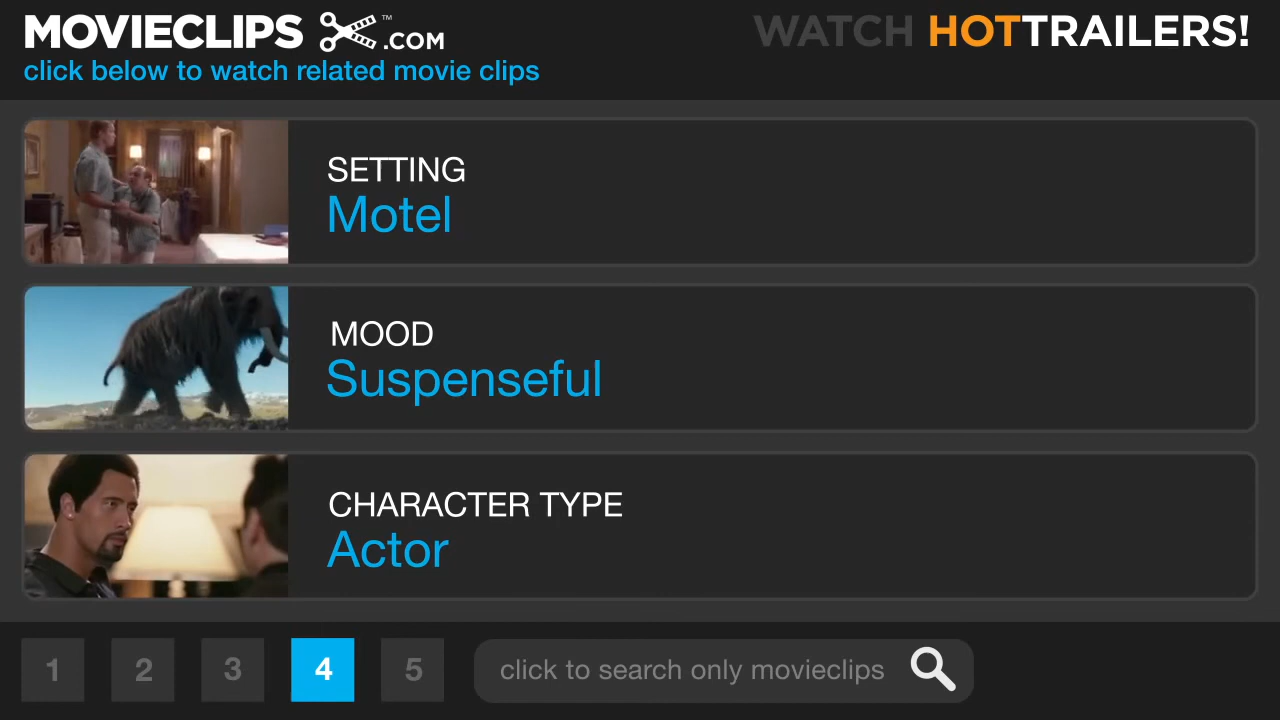 MOVIECLIPS ™ .COM
WATCH HOTTRAILERS!
click below to watch related movie clips
SETTING
Motel
MOOD
Suspenseful
CHARACTER TYPE
Actor
1 2 3 4 5 click to search only movieclips